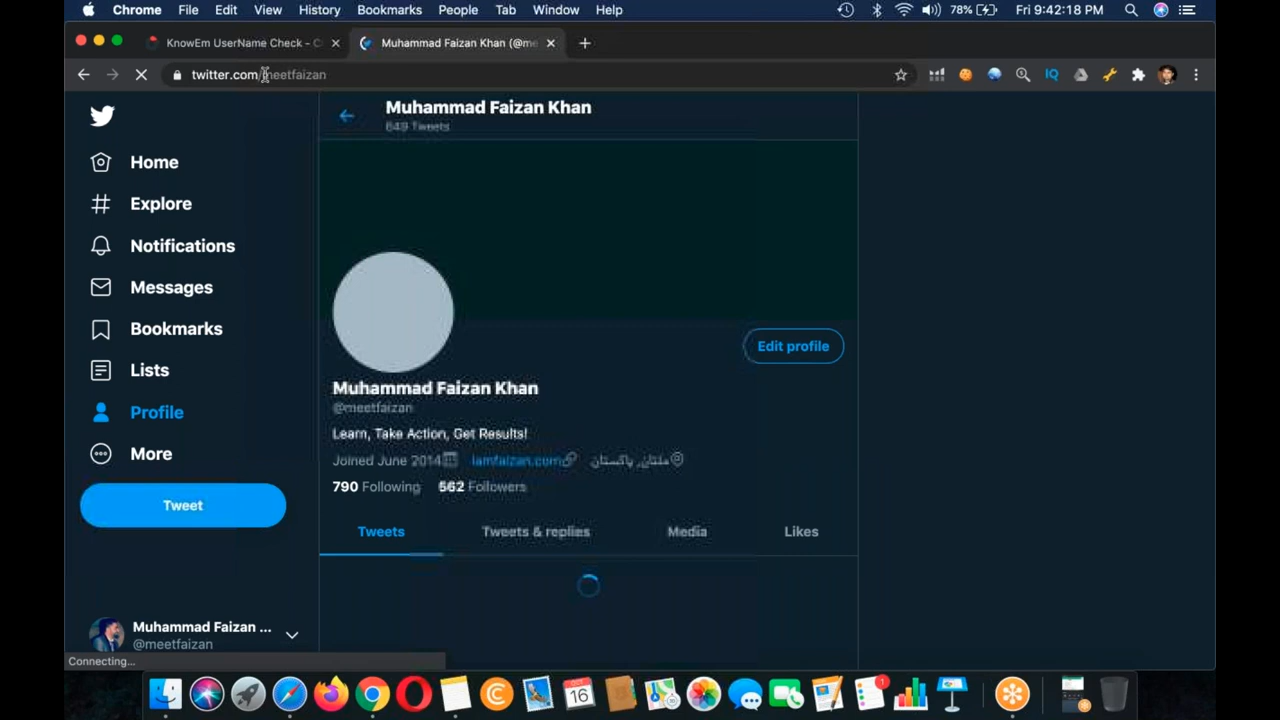 Chrome File Edit View History Bookmarks People Tab Window Help 78% Fri 9:42:18 PM
KnowEm UserName Check - Muhammad Faizan Khan (@me
twitter.com/meetfaizan IQ
Muhammad Faizan Khan
649 Tweets
Home
Explore
Notifications
Messages
Bookmarks
Lists
Profile
More
Tweet
Edit profile
Muhammad Faizan Khan
@meetfaizan
Learn, Take Action, Get Results!
Joined June 2014 iamfaizan.com ملتان, پاکستان
790 Following 562 Followers
Tweets Tweets & replies Media Likes
Muhammad Faizan ...
@meetfaizan
Connecting...
16
1